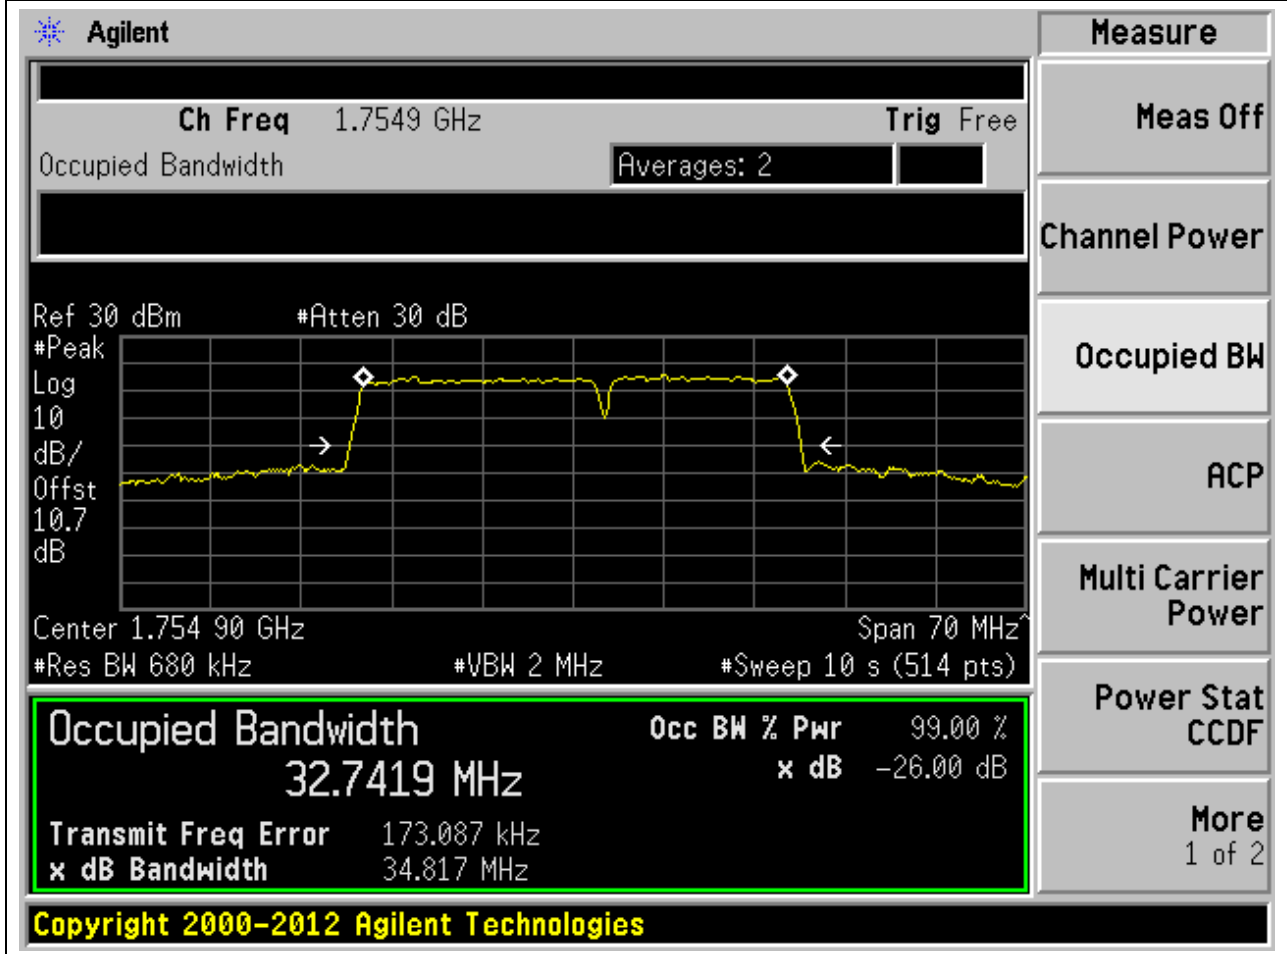 Agilent
Measure
Ch Freq 1.7549 GHz Trig Free
Occupied Bandwidth Averages: 2
Meas Off
Channel Power
Occupied BW
ACP
Multi Carrier
Power
Power Stat
CCDF
More
1 of 2
Ref 30 dBm #Atten 30 dB
#Peak
Log
10
dB/
Offst
10.7
dB
Center 1.754 90 GHz Span 70 MHz^
#Res BW 680 kHz #VBW 2 MHz #Sweep 10 s (514 pts)
Occupied Bandwidth Occ BW % Pwr 99.00 %
32.7419 MHz x dB -26.00 dB
Transmit Freq Error 173.087 kHz
x dB Bandwidth 34.817 MHz
Copyright 2000-2012 Agilent Technologies